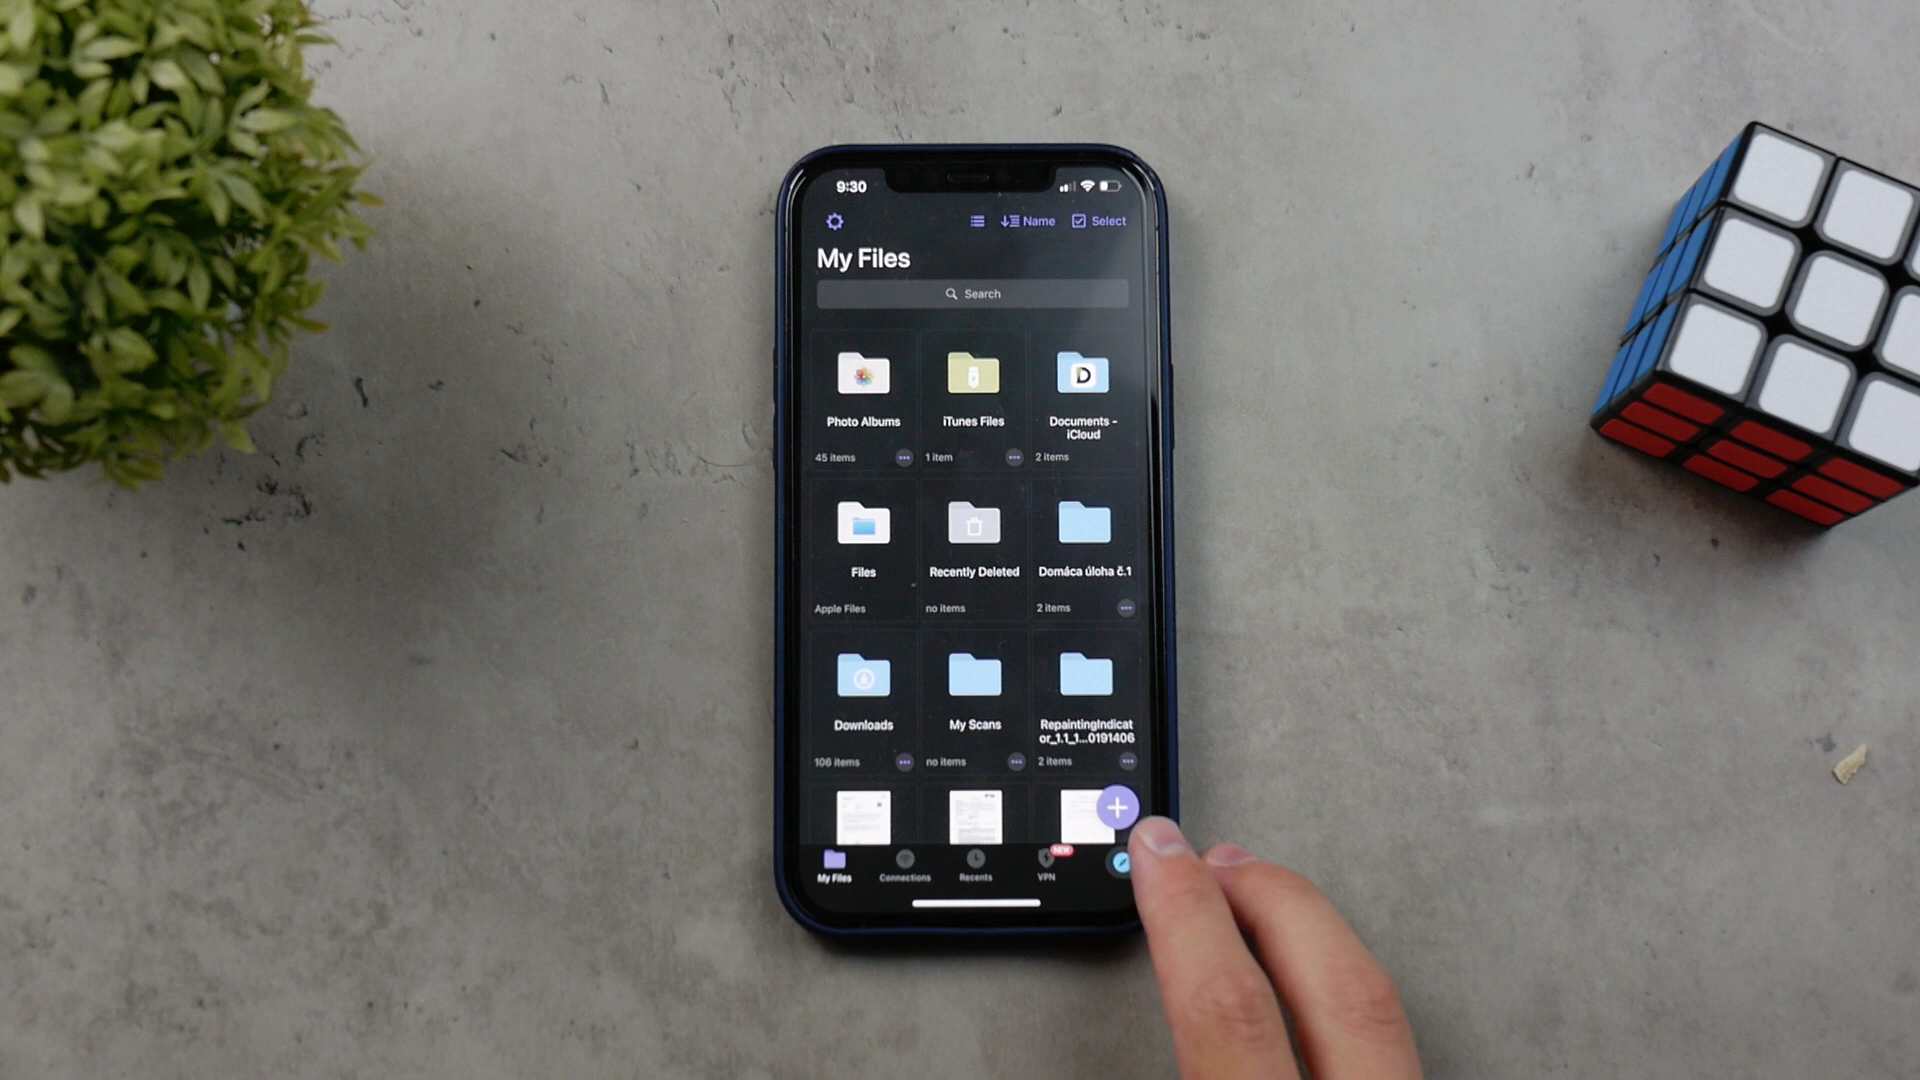 9:30
Name
Select
My Files
Search
Photo Albums
iTunes Files
Documents -
iCloud
45 items
1 item
2 items
Files
Recently Deleted
Domáca úloha č.1
Apple Files
no items
2 items
Downloads
My Scans
RepaintingIndicat
or_1.1_1...0191406
106 items
no items
2 items
NEW
My Files
Connections
Recents
VPN